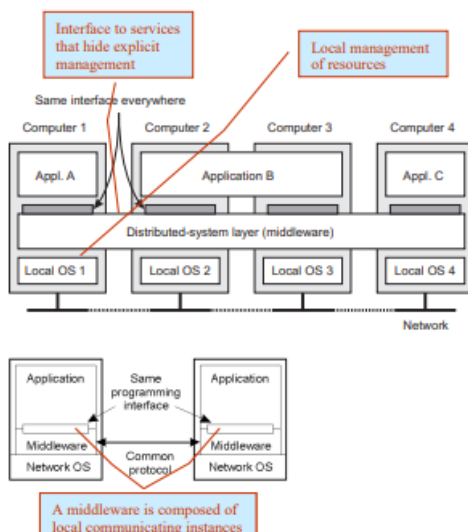 Interface to services
that hide explicit
management
Local management
of resources
Same interface everywhere
Computer 1
Computer 2
Computer 3
Computer 4
Appl. A
Application B
Appl. C
Distributed-system layer (middleware)
Local OS 1
Local OS 2
Local OS 3
Local OS 4
Network
Application
Same
programming
interface
Application
Middleware
Common
protocol
Middleware
Network OS
Network OS
A middleware is composed of
local communicating instances